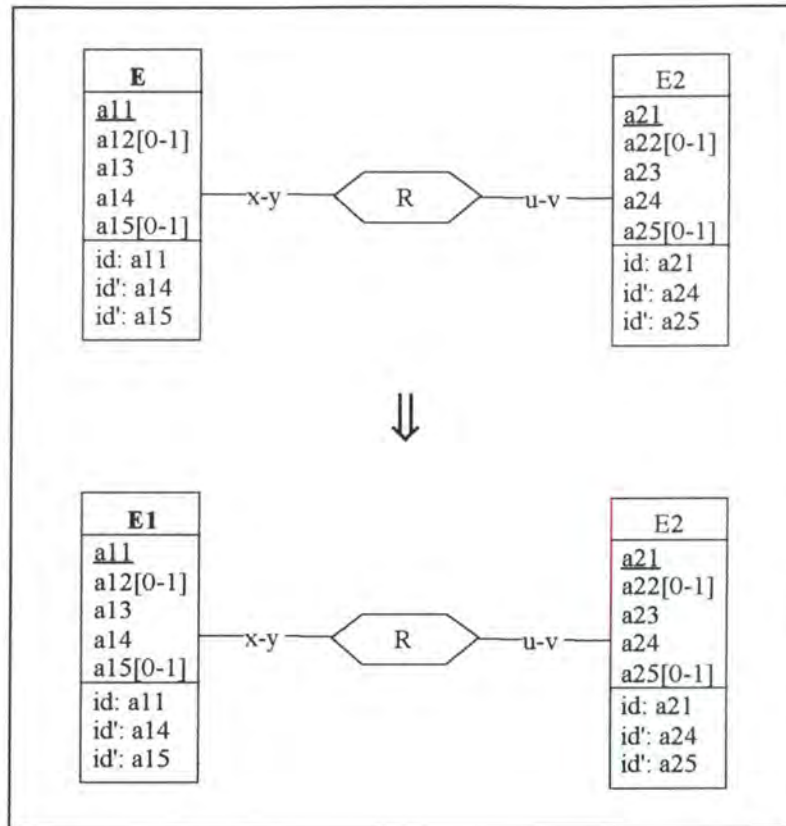 E
a11
a12[0-1]
a13
a14
a15[0-1]
id: a11
id': a14
id': a15
x-y
R
u-v
E2
a21
a22[0-1]
a23
a24
a25[0-1]
id: a21
id': a24
id': a25
⇓
E1
a11
a12[0-1]
a13
a14
a15[0-1]
id: a11
id': a14
id': a15
x-y
R
u-v
E2
a21
a22[0-1]
a23
a24
a25[0-1]
id: a21
id': a24
id': a25